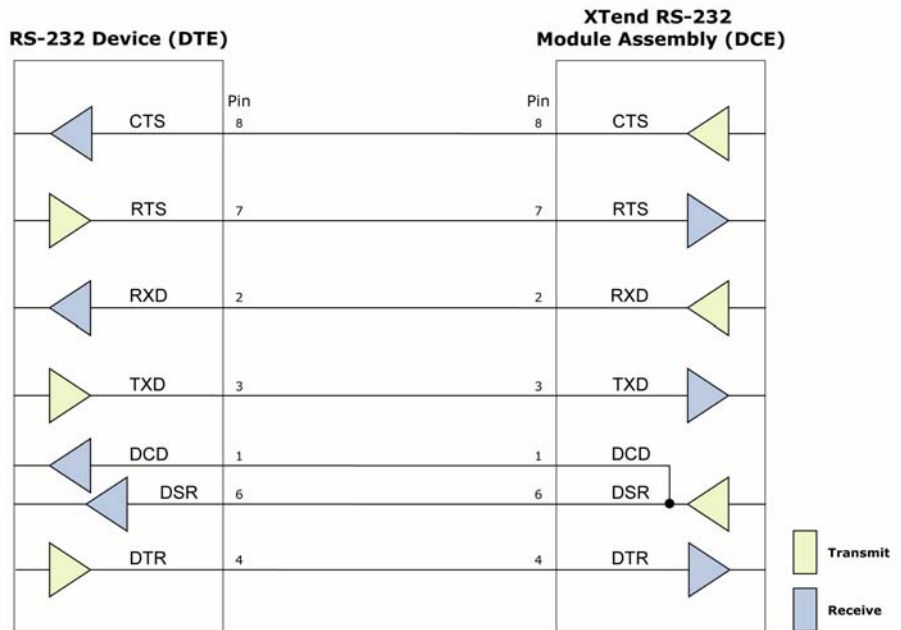 RS-232 Device (DTE)
XTend RS-232
Module Assembly (DCE)
Pin
Pin
CTS
8
8
CTS
RTS
7
7
RTS
RXD
2
2
RXD
TXD
3
3
TXD
DCD
1
1
DCD
DSR
6
6
DSR
DTR
4
4
DTR
Transmit
Receive